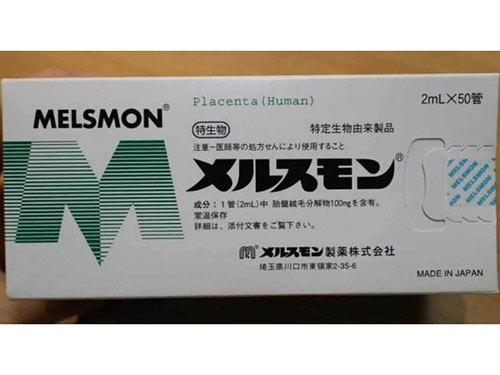 MELSMON®
Placenta (Human)
2mL×50管
特生物
特定生物由来製品
注意-医師等の処方せんにより使用すること
メルスモン®
成分:1管(2mL)中 胎盤絨毛分解物100mgを含有。
室温保存
詳細は、添付文書をご覧下さい。
メルスモン製薬株式会社
埼玉県川口市東領家2-35-6
MADE IN JAPAN
MELSMON
MELSMON
MELSMON